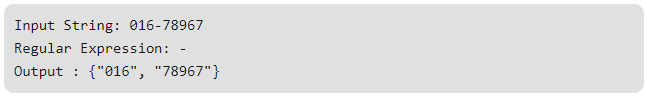 Input String: 016-78967
Regular Expression: -
Output : {"016", "78967"}